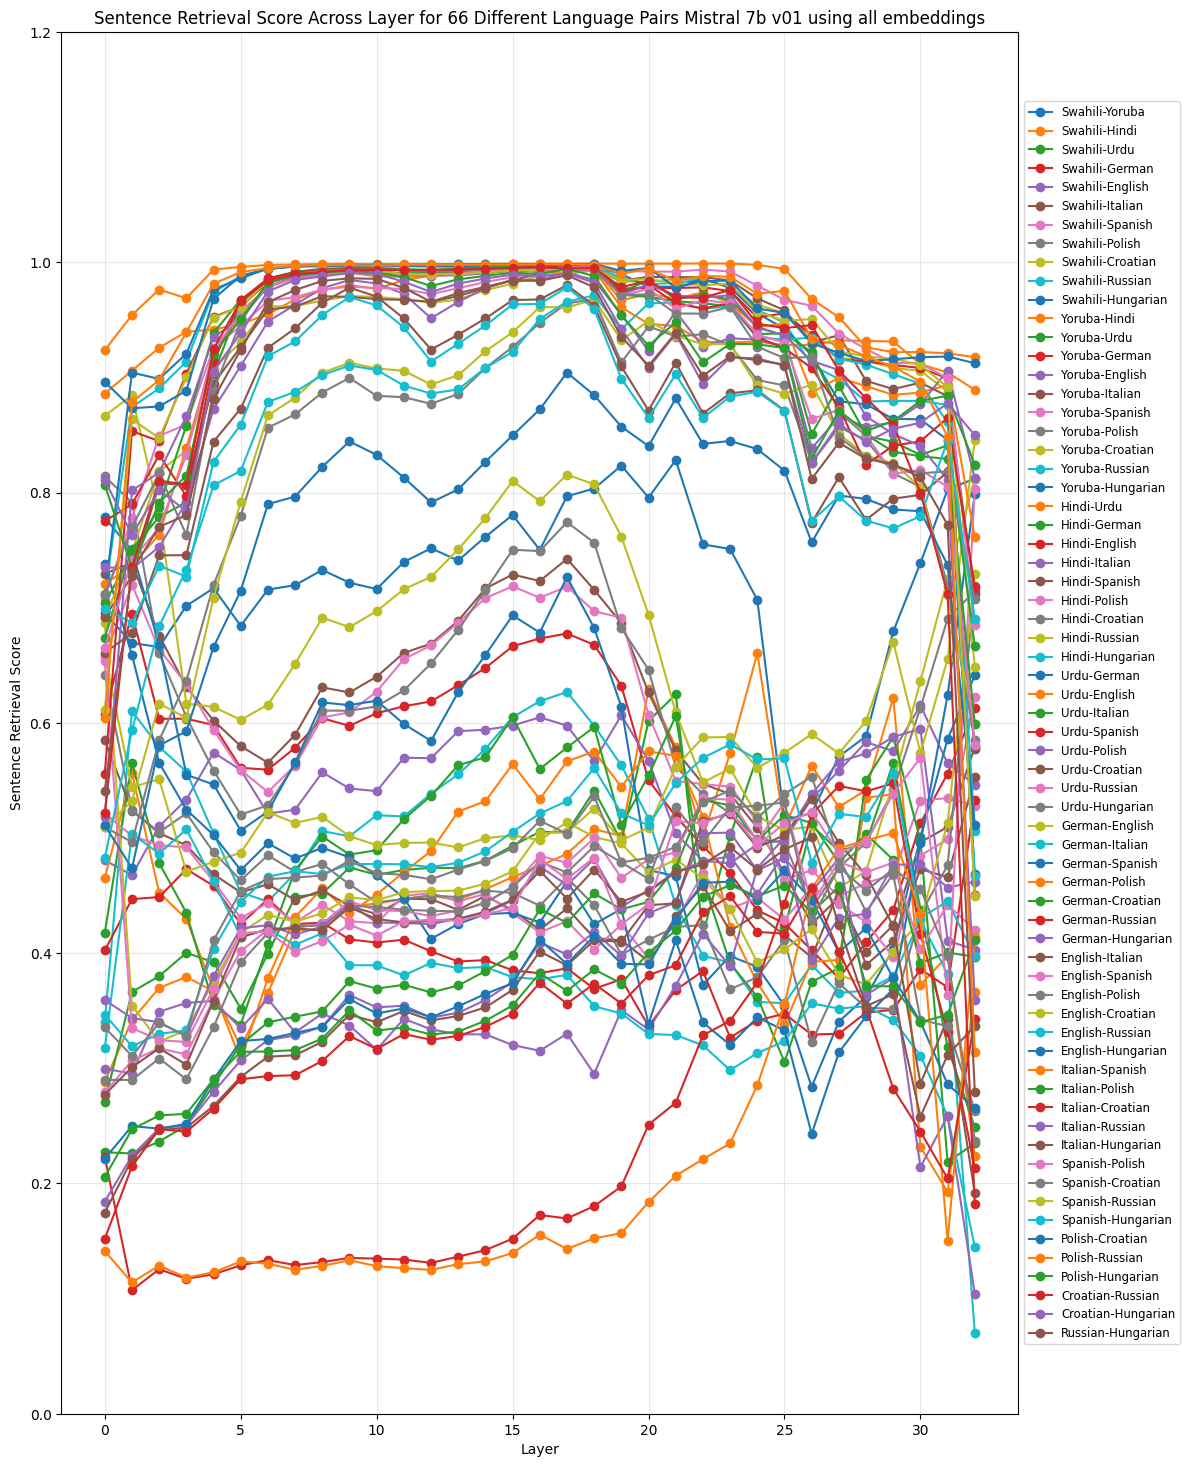 Sentence Retrieval Score Across Layer for 66 Different Language Pairs Mistral 7b v01 using all embeddings
1.2
1.0
0.8
0.6
0.4
0.2
0.0
Sentence Retrieval Score
0 5 10 15 20 25 30
Layer
Swahili-Yoruba
Swahili-Hindi
Swahili-Urdu
Swahili-German
Swahili-English
Swahili-Italian
Swahili-Spanish
Swahili-Polish
Swahili-Croatian
Swahili-Russian
Swahili-Hungarian
Yoruba-Hindi
Yoruba-Urdu
Yoruba-German
Yoruba-English
Yoruba-Italian
Yoruba-Spanish
Yoruba-Polish
Yoruba-Croatian
Yoruba-Russian
Yoruba-Hungarian
Hindi-Urdu
Hindi-German
Hindi-English
Hindi-Italian
Hindi-Spanish
Hindi-Polish
Hindi-Croatian
Hindi-Russian
Hindi-Hungarian
Urdu-German
Urdu-English
Urdu-Italian
Urdu-Spanish
Urdu-Polish
Urdu-Croatian
Urdu-Russian
Urdu-Hungarian
German-English
German-Italian
German-Spanish
German-Polish
German-Croatian
German-Russian
German-Hungarian
English-Italian
English-Spanish
English-Polish
English-Croatian
English-Russian
English-Hungarian
Italian-Spanish
Italian-Polish
Italian-Croatian
Italian-Russian
Italian-Hungarian
Spanish-Polish
Spanish-Croatian
Spanish-Russian
Spanish-Hungarian
Polish-Croatian
Polish-Russian
Polish-Hungarian
Croatian-Russian
Croatian-Hungarian
Russian-Hungarian